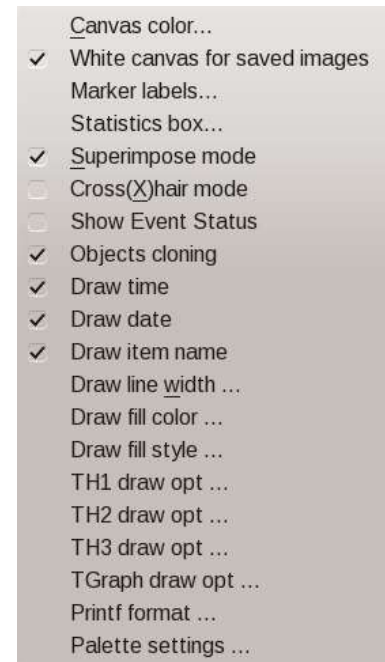 Canvas color...
White canvas for saved images
Marker labels...
Statistics box...
Superimpose mode
Cross(X)hair mode
Show Event Status
Objects cloning
Draw time
Draw date
Draw item name
Draw line width ...
Draw fill color ...
Draw fill style ...
TH1 draw opt ...
TH2 draw opt ...
TH3 draw opt ...
TGraph draw opt ...
Printf format ...
Palette settings ...